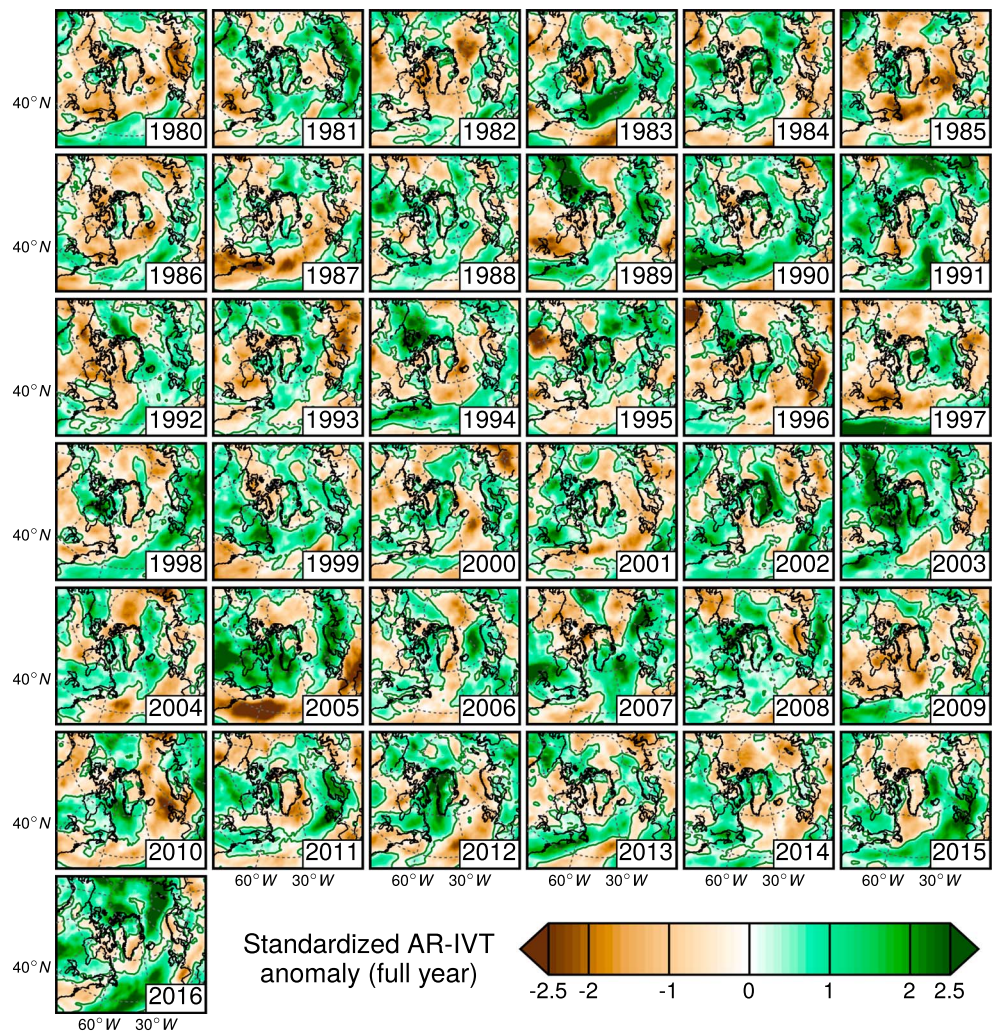 40°N 1980 1981 1982 1983 1984 1985
40°N 1986 1987 1988 1989 1990 1991
40°N 1992 1993 1994 1995 1996 1997
40°N 1998 1999 2000 2001 2002 2003
40°N 2004 2005 2006 2007 2008 2009
40°N 2010 2011 2012 2013 2014 2015
60°W 30°W 60°W 30°W 60°W 30°W 60°W 30°W 60°W 30°W
40°N 2016
60°W 30°W
Standardized AR-IVT
anomaly (full year)
-2.5 -2 -1 0 1 2 2.5